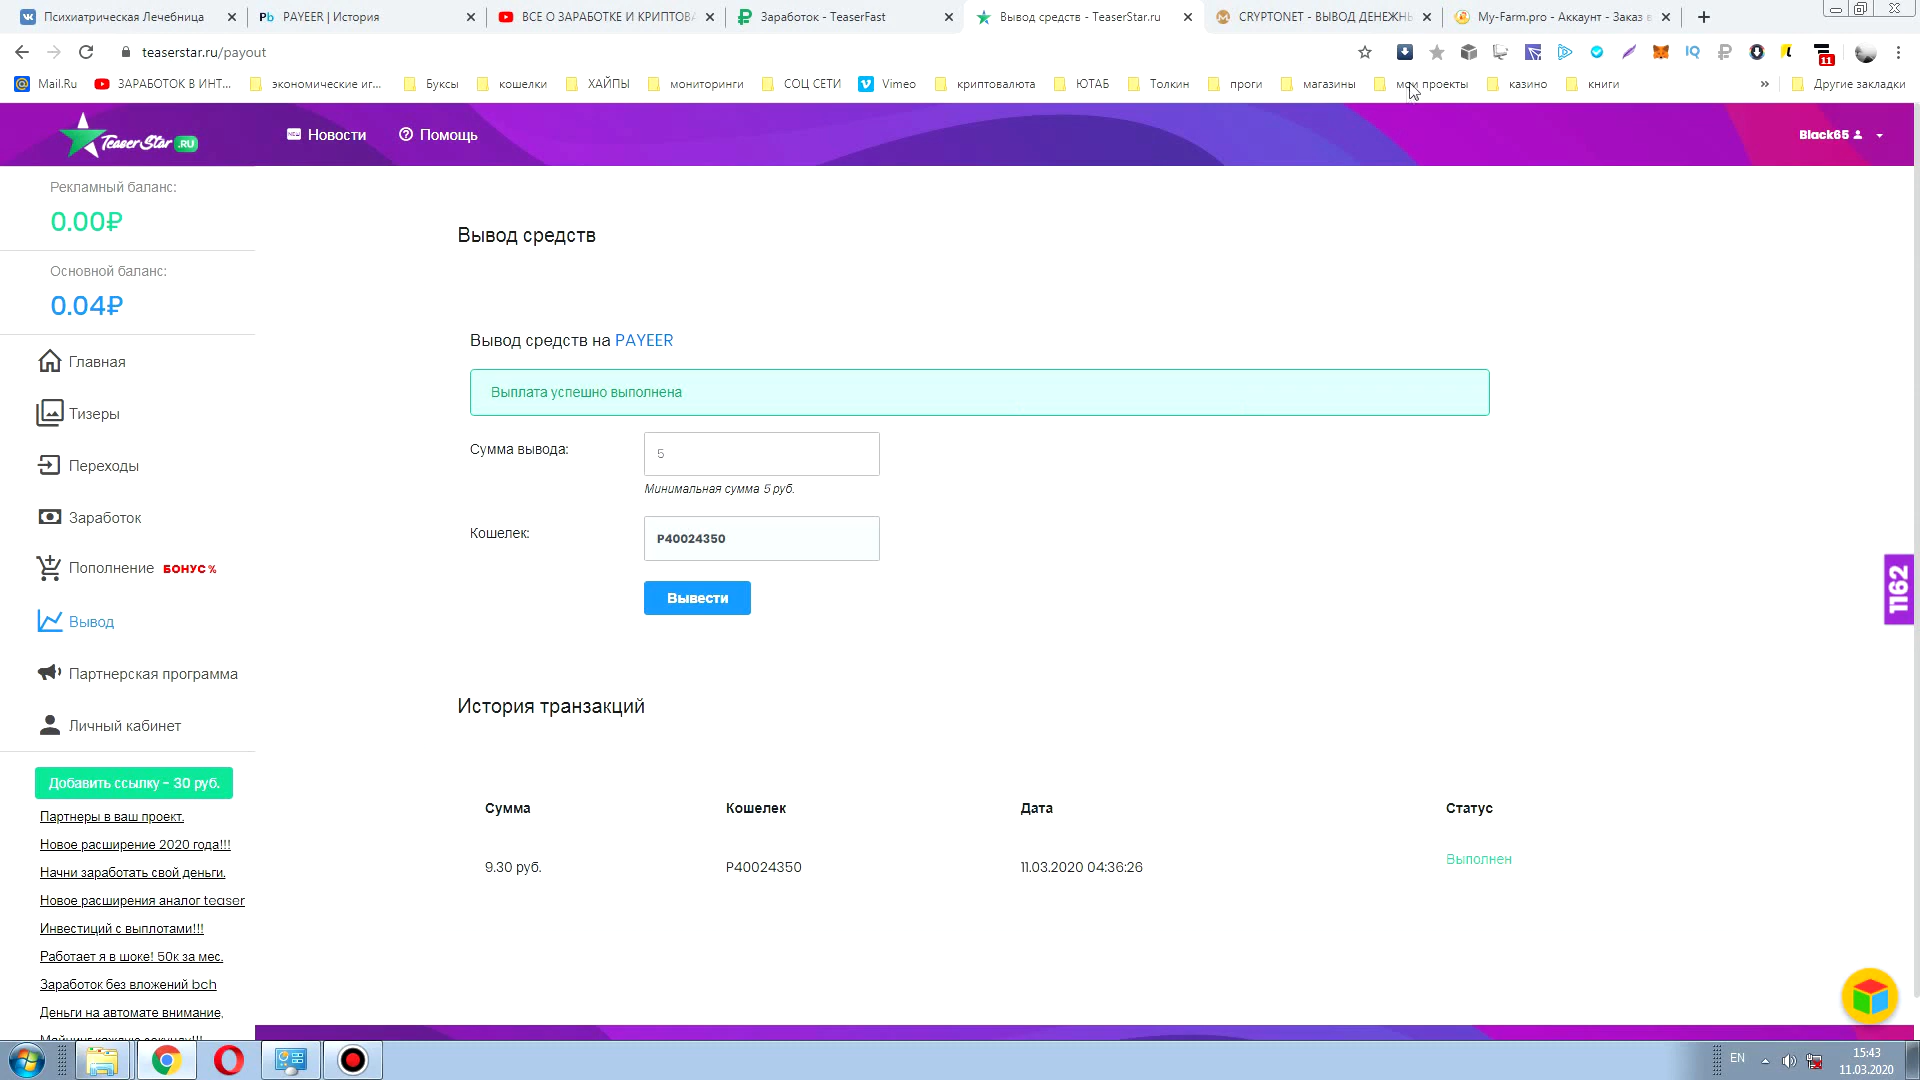 Психиатрическая Лечебница
PAYEER | История
ВСЕ О ЗАРАБОТКЕ И КРИПТОВА
Заработок - TeaserFast
Вывод средств - TeaserStar.ru
CRYPTONET - ВЫВОД ДЕНЕЖНЫ
My-Farm.pro - Аккаунт - Заказ в
teaserstar.ru/payout
11
Mail.Ru
ЗАРАБОТОК В ИНТ...
экономические иг...
Буксы
кошелки
ХАЙПЫ
мониторинги
СОЦ СЕТИ
Vimeo
криптовалюта
ЮТАБ
Толкин
проги
магазины
мои проекты
казино
книги
»
Другие закладки
TeaserStar .RU
Новости
Помощь
Black65
Рекламный баланс:
0.00₽
Основной баланс:
0.04₽
Главная
Тизеры
Переходы
Заработок
Пополнение БОНУС %
Вывод
Партнерская программа
Личный кабинет
Добавить ссылку - 30 руб.
Партнеры в ваш проект.
Новое расширение 2020 года!!!
Начни заработать свой деньги.
Новое расширения аналог teaser
Инвестиций с выплотами!!!
Работает я в шоке! 50к за мес.
Заработок без вложений bch
Деньги на автомате внимание,
Майнинг каждую секунду!!!
Вывод средств
Вывод средств на PAYEER
Выплата успешно выполнена
Сумма вывода:
5
Минимальная сумма 5 руб.
Кошелек:
P40024350
Вывести
1162
История транзакций
Сумма Кошелек Дата Статус
9.30 руб. P40024350 11.03.2020 04:36:26 Выполнен
EN
15:43
11.03.2020